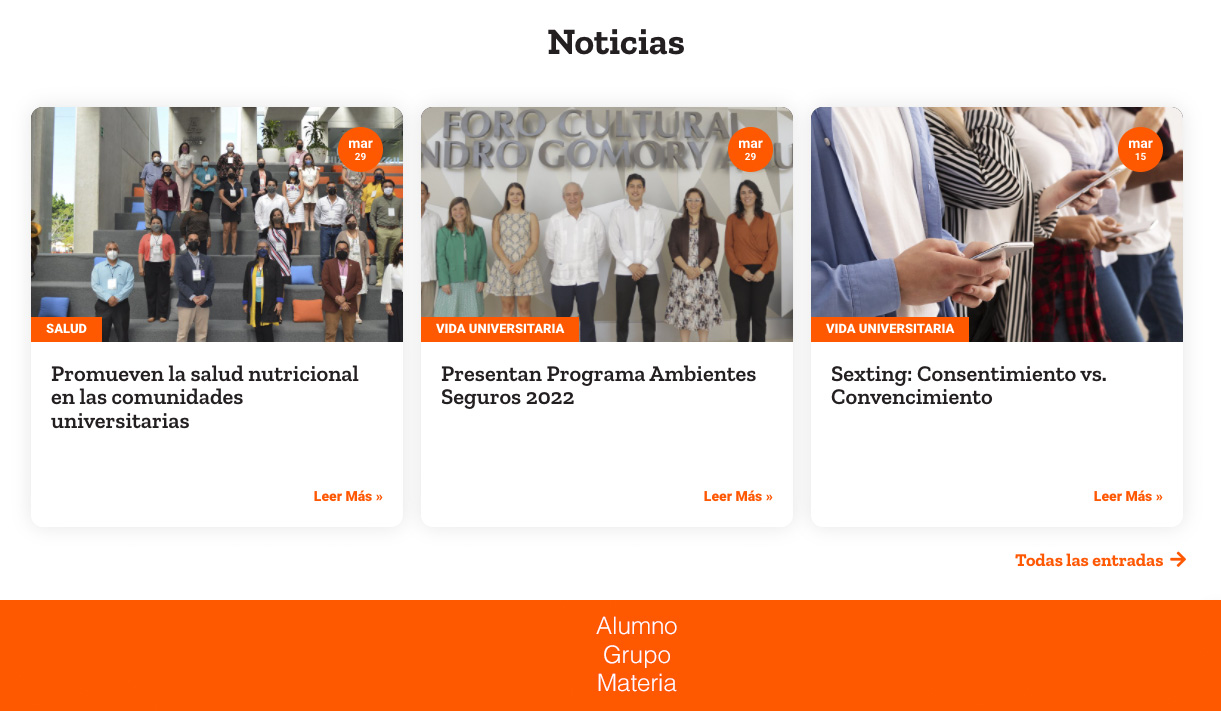 Noticias
mar
29
SALUD
Promueven la salud nutricional
en las comunidades
universitarias
Leer Más »
FORO CULTURAL
NDRO GOMORY
mar
29
VIDA UNIVERSITARIA
Presentan Programa Ambientes
Seguros 2022
Leer Más »
mar
15
VIDA UNIVERSITARIA
Sexting: Consentimiento vs.
Convencimiento
Leer Más »
Todas las entradas
Alumno
Grupo
Materia